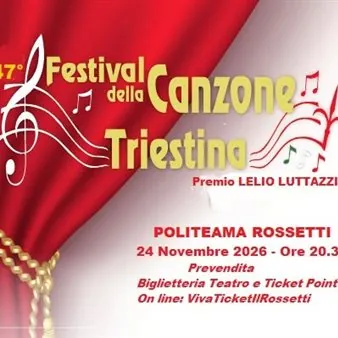 47° Festival
della Canzone
Triestina
Premio LELIO LUTTAZZI
POLITEAMA ROSSETTI
24 Novembre 2026 - Ore 20.3
Prevendita
Biglietteria Teatro e Ticket Point
On line: VivaTicketIlRossetti